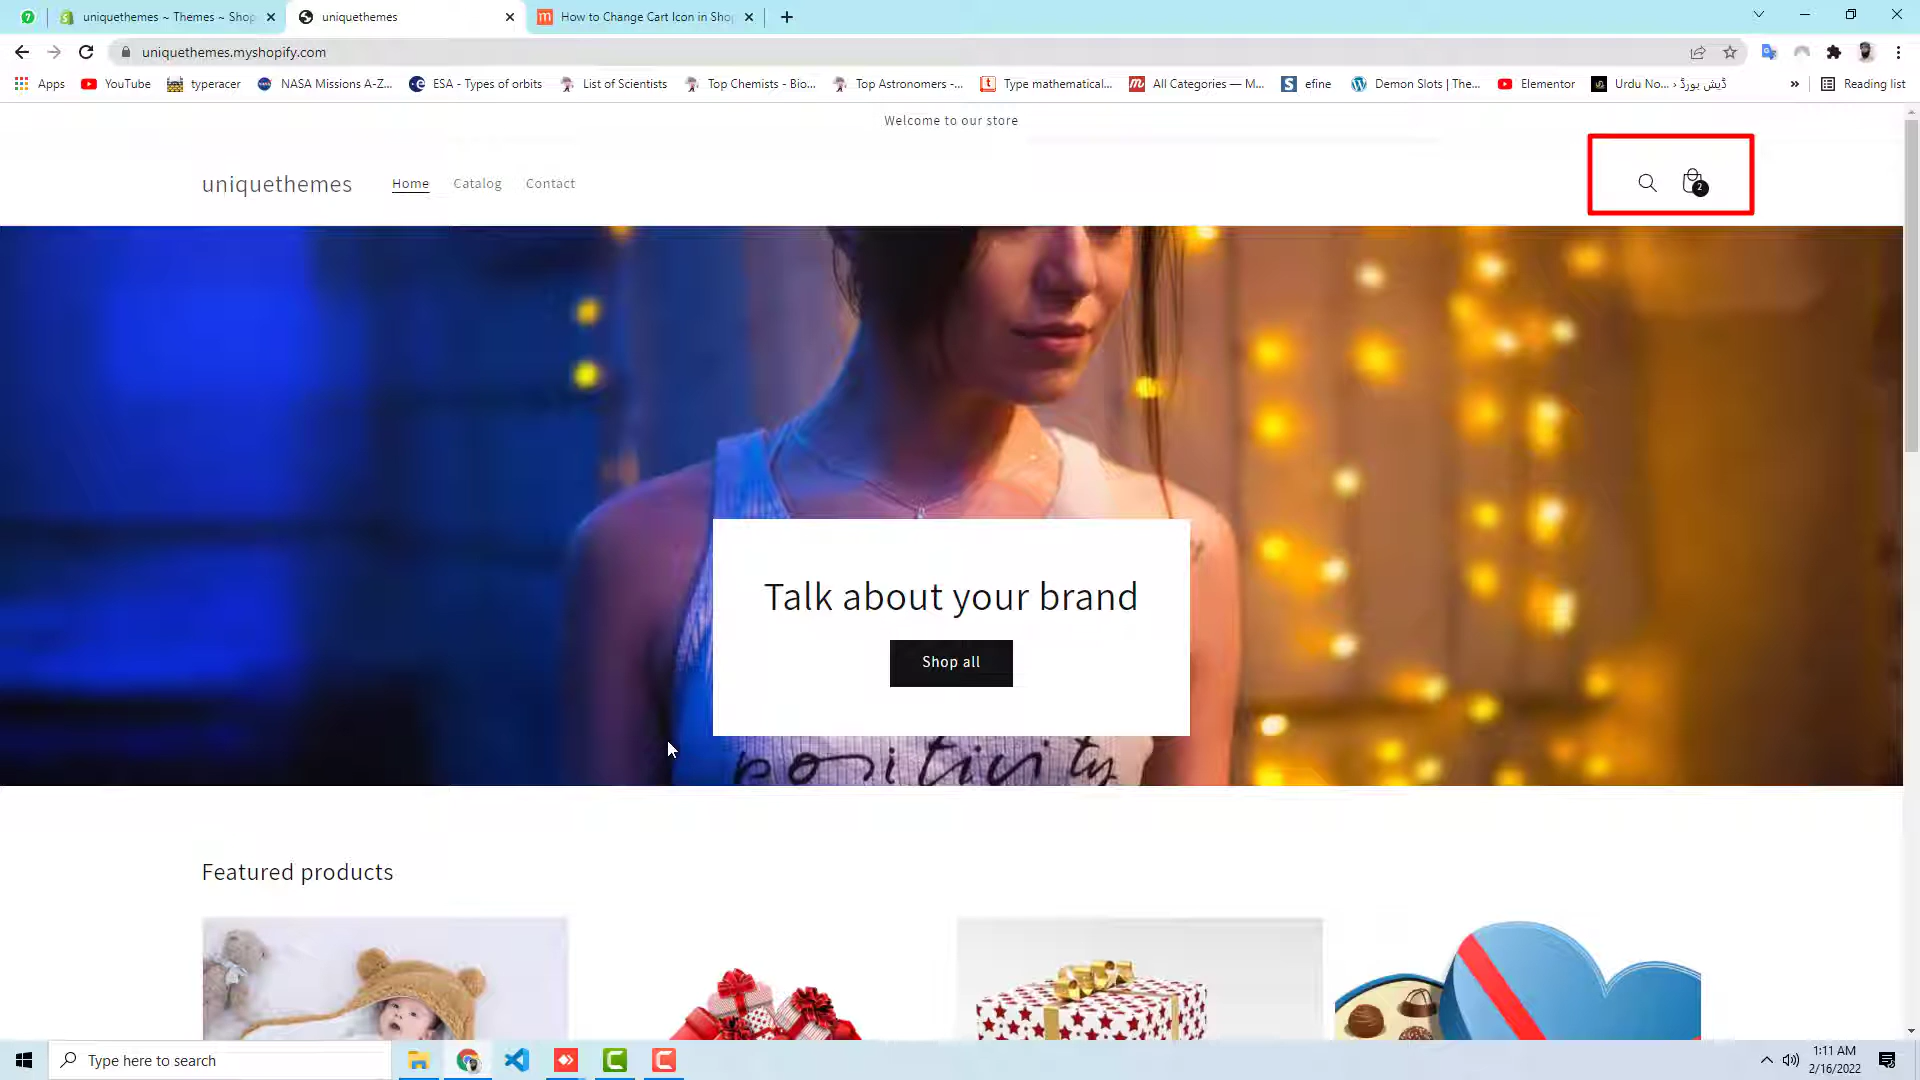 uniquethemes ~ Themes ~ Shop
uniquethemes
How to Change Cart Icon in Shop
uniquethemes.myshopify.com
Apps
YouTube
typeracer
NASA Missions A-Z...
ESA - Types of orbits
List of Scientists
Top Chemists - Bio...
Top Astronomers -...
Type mathematical...
All Categories — M...
efine
Demon Slots | The...
Elementor
Urdu No... › ڈیش بورڈ
Reading list
Welcome to our store
uniquethemes
Home
Catalog
Contact
2
Talk about your brand
Shop all
positivity
Featured products
Type here to search
1:11 AM
2/16/2022